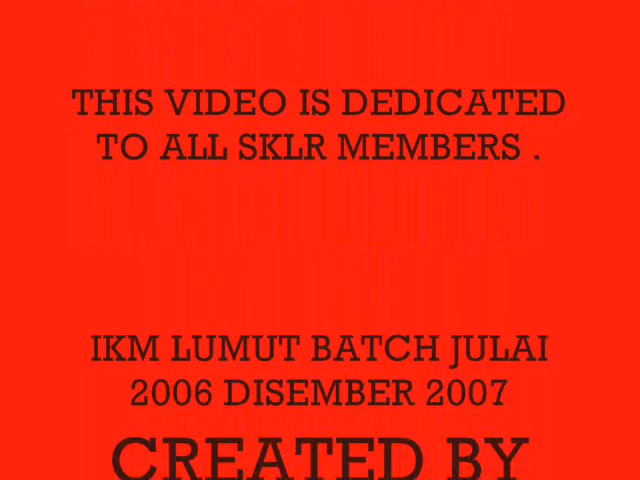 THIS VIDEO IS DEDICATED
TO ALL SKLR MEMBERS .
IKM LUMUT BATCH JULAI
2006 DISEMBER 2007
CREATED BY